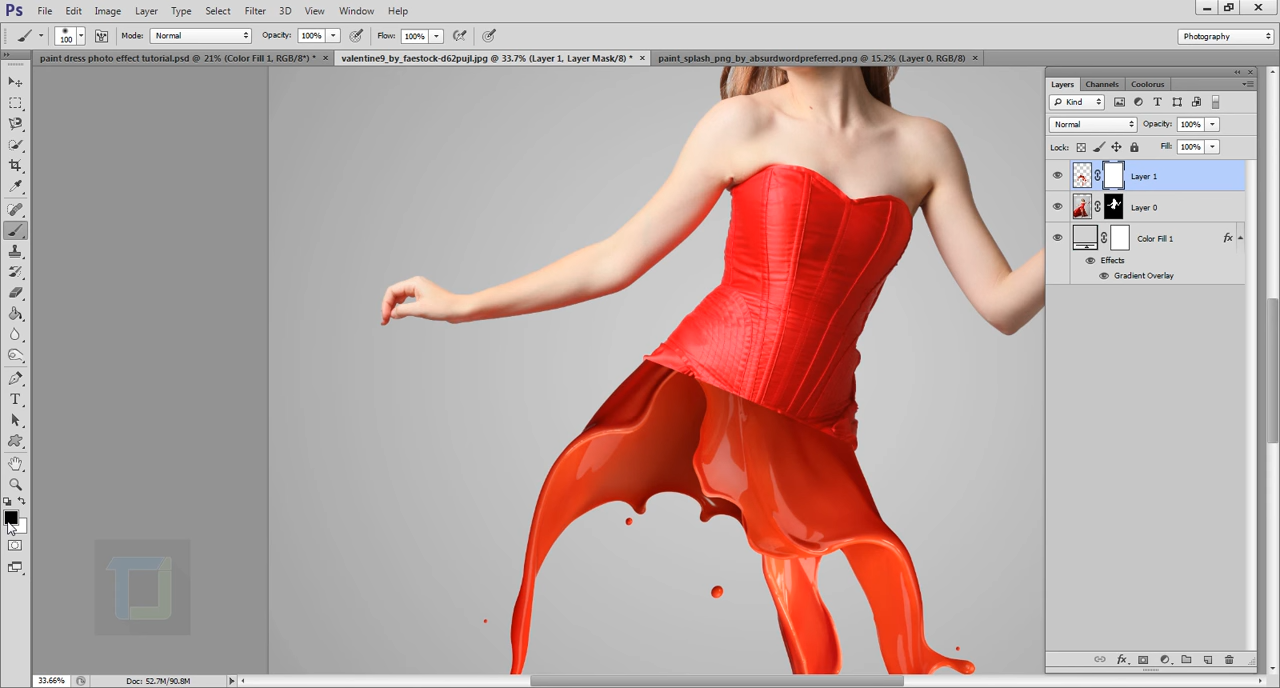 Ps File Edit Image Layer Type Select Filter 3D View Window Help
100 Mode: Normal Opacity: 100% Flow: 100% Photography
paint dress photo effect tutorial.psd @ 21% (Color Fill 1, RGB/8*) * × valentine9_by_faestock-d62pujl.jpg @ 33.7% (Layer 1, Layer Mask/8) * × paint_splash_png_by_absurdwordpreferred.png @ 15.2% (Layer 0, RGB/8) ×
Layers Channels Coolorus
Kind
Normal Opacity: 100%
Lock: Fill: 100%
Layer 1
Layer 0
Color Fill 1 fx
Effects
Gradient Overlay
fx
33.66% Doc: 52.7M/90.8M